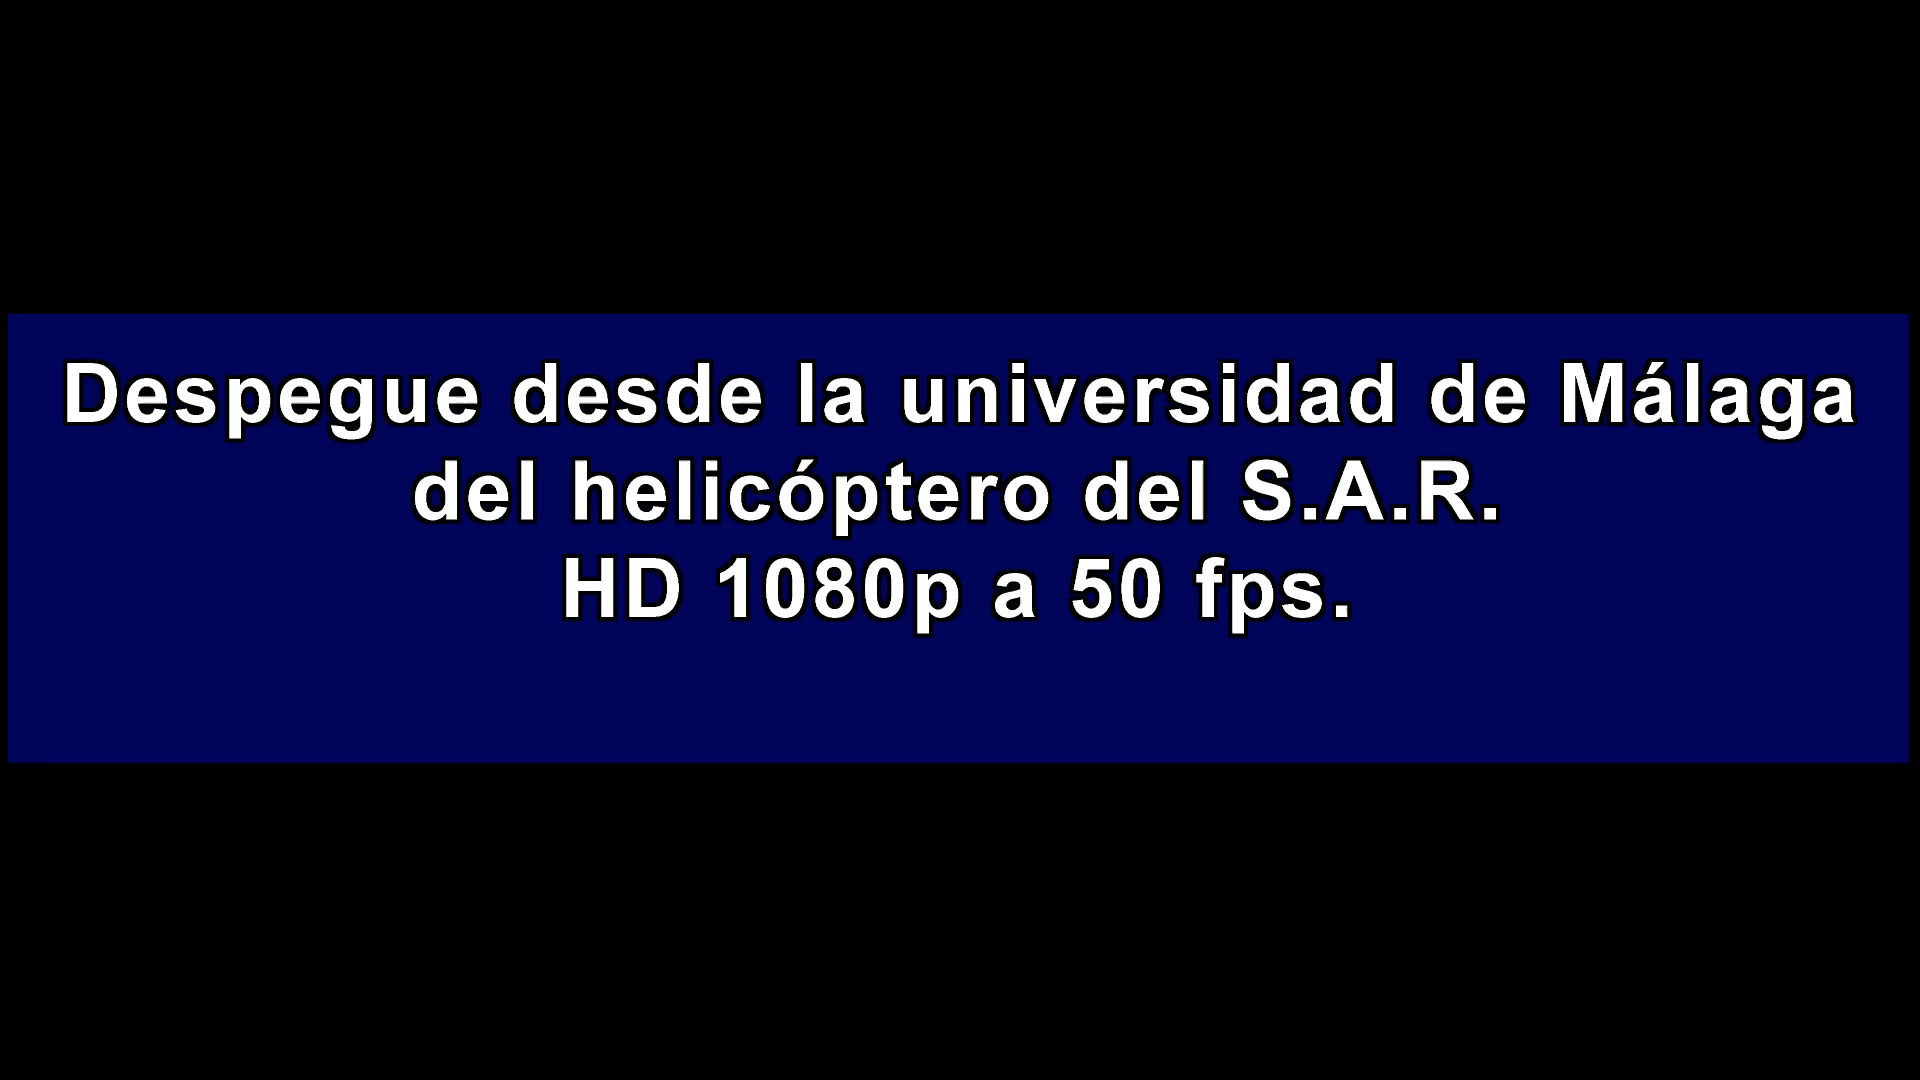 Despegue desde la universidad de Málaga
del helicóptero del S.A.R.
HD 1080p a 50 fps.